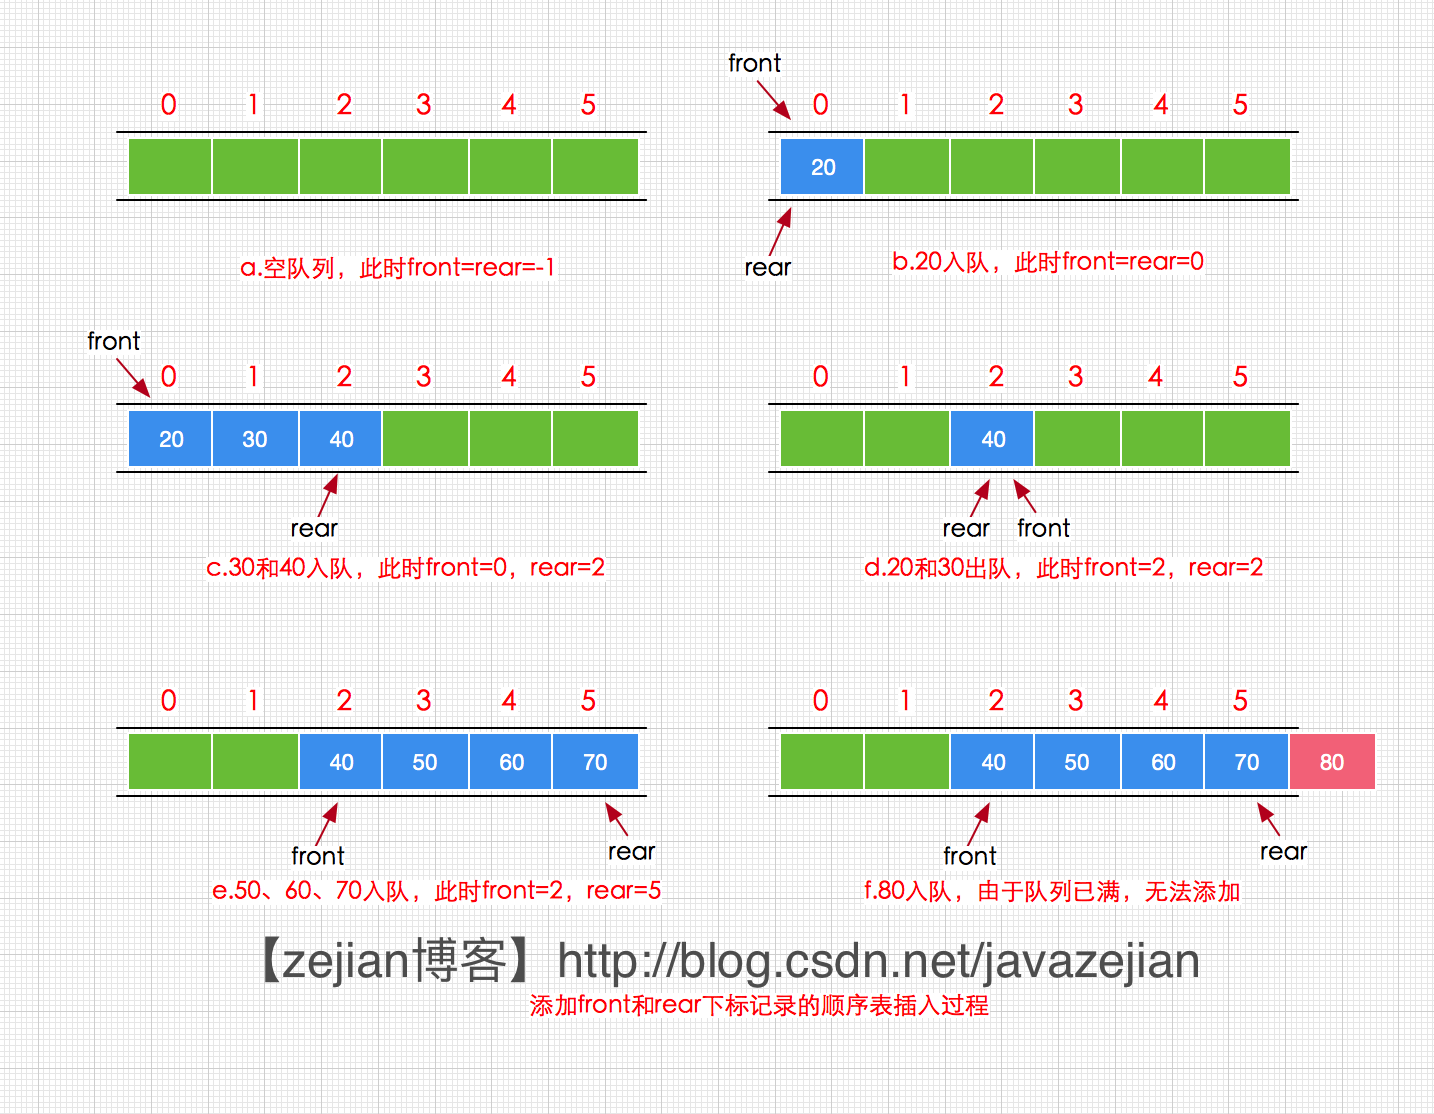 front
0 1 2 3 4 5
0 1 2 3 4 5
20
rear
a.空队列，此时front=rear=-1
b.20入队，此时front=rear=0
front
0 1 2 3 4 5
0 1 2 3 4 5
20 30 40
40
rear
rear front
c.30和40入队，此时front=0，rear=2
d.20和30出队，此时front=2，rear=2
0 1 2 3 4 5
0 1 2 3 4 5
40 50 60 70
40 50 60 70 80
front rear
front rear
e.50、60、70入队，此时front=2，rear=5
f.80入队，由于队列已满，无法添加
【zejian博客】http://blog.csdn.net/javazejian
添加front和rear下标记录的顺序表插入过程